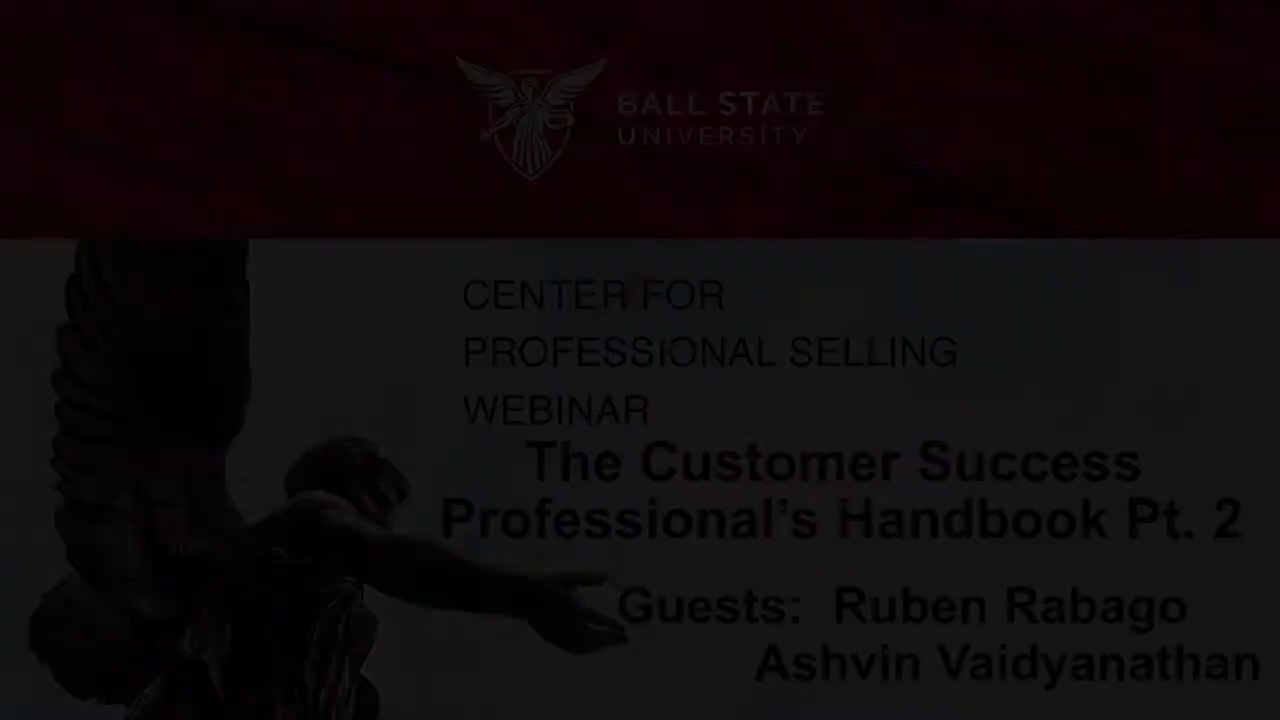 BALL STATE
UNIVERSITY
CENTER FOR
PROFESSIONAL SELLING
WEBINAR
The Customer Success
Professional's Handbook Pt. 2
Guests: Ruben Rabago
Ashvin Vaidyanathan